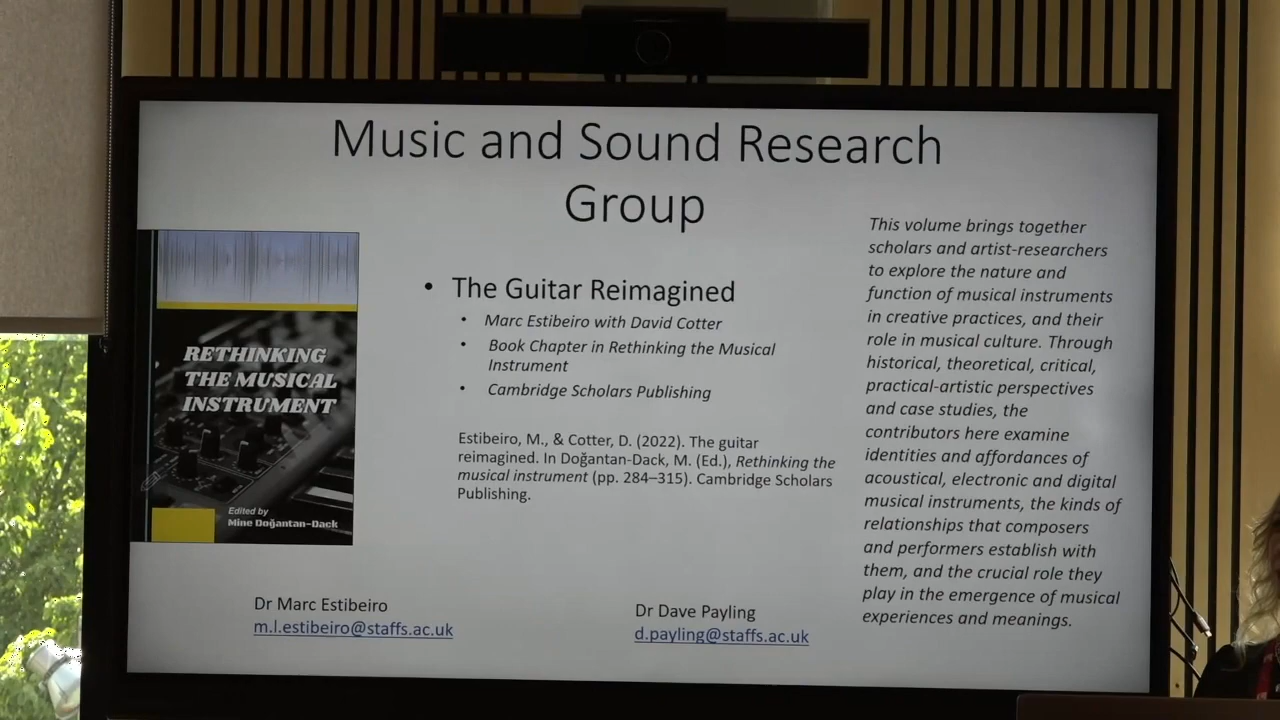 Music and Sound Research
Group
RETHINKING
THE MUSICAL
INSTRUMENT
Edited by
Mine Doğantan-Dack
• The Guitar Reimagined
• Marc Estibeiro with David Cotter
• Book Chapter in Rethinking the Musical
Instrument
• Cambridge Scholars Publishing
Estibeiro, M., & Cotter, D. (2022). The guitar
reimagined. In Doğantan-Dack, M. (Ed.), Rethinking the
musical instrument (pp. 284–315). Cambridge Scholars
Publishing.
This volume brings together
scholars and artist-researchers
to explore the nature and
function of musical instruments
in creative practices, and their
role in musical culture. Through
historical, theoretical, critical,
practical-artistic perspectives
and case studies, the
contributors here examine
identities and affordances of
acoustical, electronic and digital
musical instruments, the kinds of
relationships that composers
and performers establish with
them, and the crucial role they
play in the emergence of musical
experiences and meanings.
Dr Marc Estibeiro
m.l.estibeiro@staffs.ac.uk
Dr Dave Payling
d.payling@staffs.ac.uk